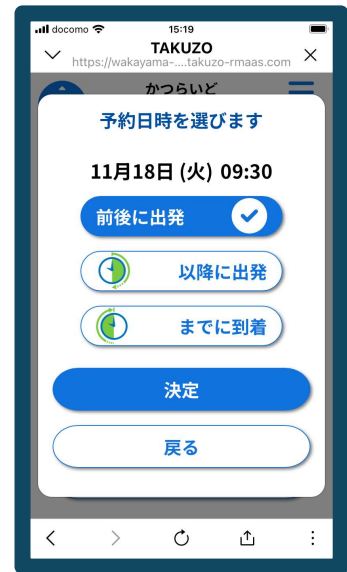 docomo 15:19
TAKUZO
https://wakayama-....takuzo-rmaas.com
かつらいど
予約日時を選びます
11月18日 (火) 09:30
前後に出発
以降に出発
までに到着
決定
戻る